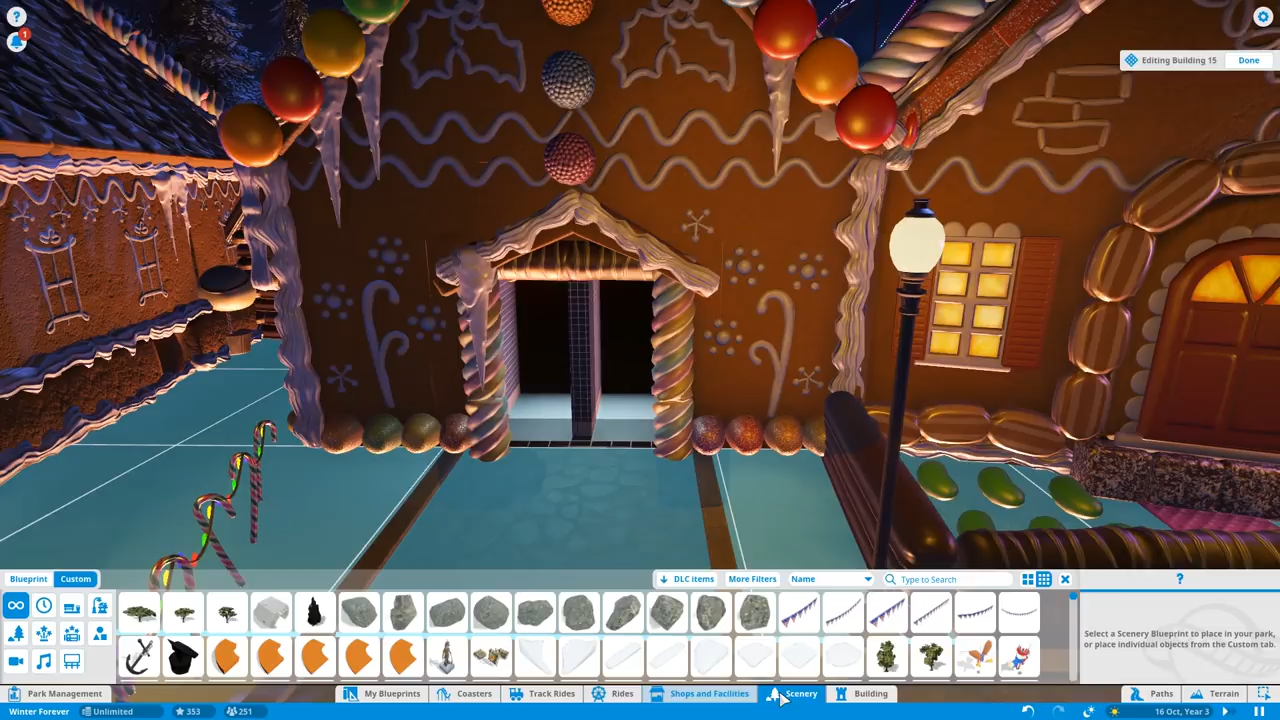 1
Editing Building 15 Done
Blueprint Custom DLC items More Filters Name Type to Search ?
Select a Scenery Blueprint to place in your park,
or place individual objects from the Custom tab.
Park Management My Blueprints Coasters Track Rides Rides Shops and Facilities Scenery Building Paths Terrain
Winter Forever Unlimited 353 251 16 Oct, Year 3